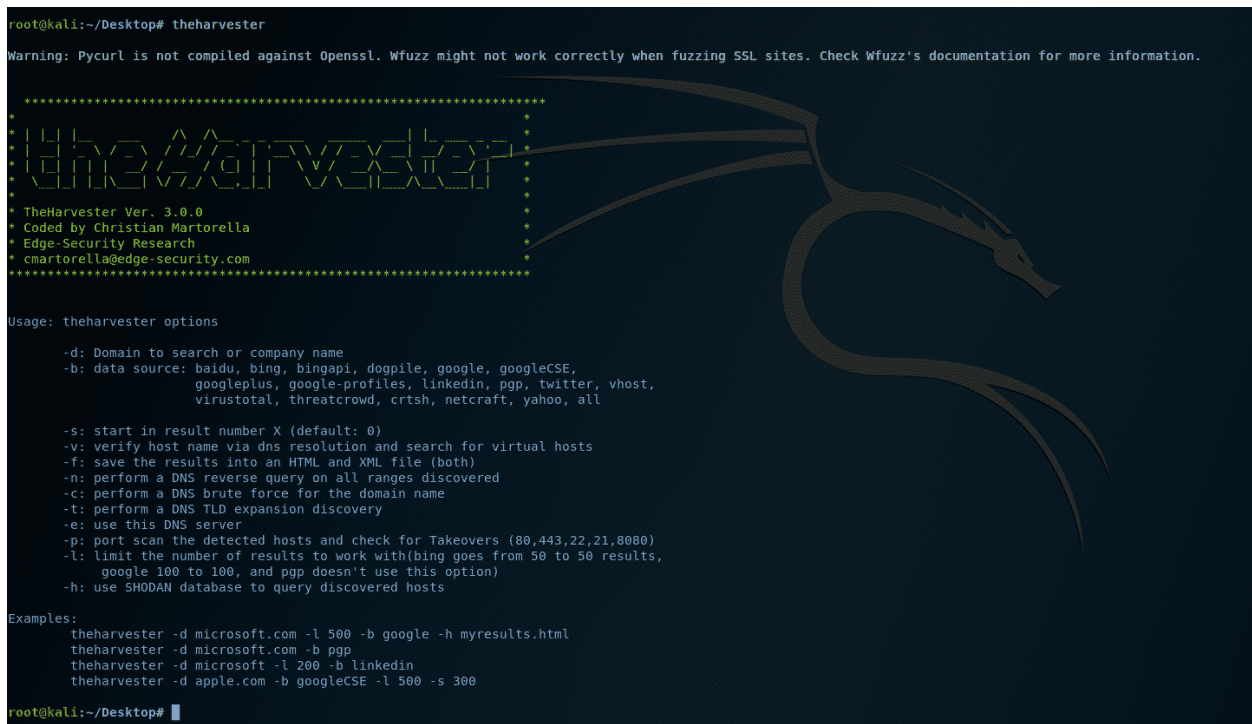 root@kali:~/Desktop# theharvester
Warning: Pycurl is not compiled against Openssl. Wfuzz might not work correctly when fuzzing SSL sites. Check Wfuzz's documentation for more information.
*******************************************************************
theHarvester
* TheHarvester Ver. 3.0.0 *
* Coded by Christian Martorella *
* Edge-Security Research *
* cmartorella@edge-security.com *
*******************************************************************
Usage: theharvester options
-d: Domain to search or company name
-b: data source: baidu, bing, bingapi, dogpile, google, googleCSE,
googleplus, google-profiles, linkedin, pgp, twitter, vhost,
virustotal, threatcrowd, crtsh, netcraft, yahoo, all
-s: start in result number X (default: 0)
-v: verify host name via dns resolution and search for virtual hosts
-f: save the results into an HTML and XML file (both)
-n: perform a DNS reverse query on all ranges discovered
-c: perform a DNS brute force for the domain name
-t: perform a DNS TLD expansion discovery
-e: use this DNS server
-p: port scan the detected hosts and check for Takeovers (80,443,22,21,8080)
-l: limit the number of results to work with(bing goes from 50 to 50 results,
google 100 to 100, and pgp doesn't use this option)
-h: use SHODAN database to query discovered hosts
Examples:
theharvester -d microsoft.com -l 500 -b google -h myresults.html
theharvester -d microsoft.com -b pgp
theharvester -d microsoft -l 200 -b linkedin
theharvester -d apple.com -b googleCSE -l 500 -s 300
root@kali:~/Desktop#